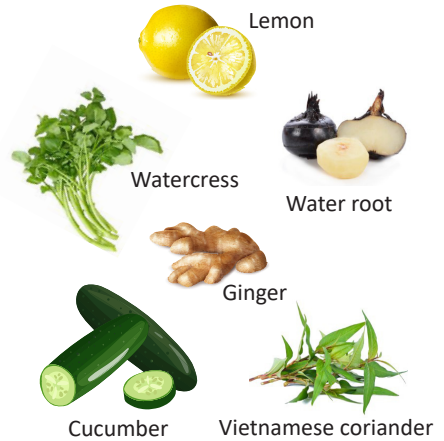 Lemon
Watercress
Water root
Ginger
Cucumber
Vietnamese coriander